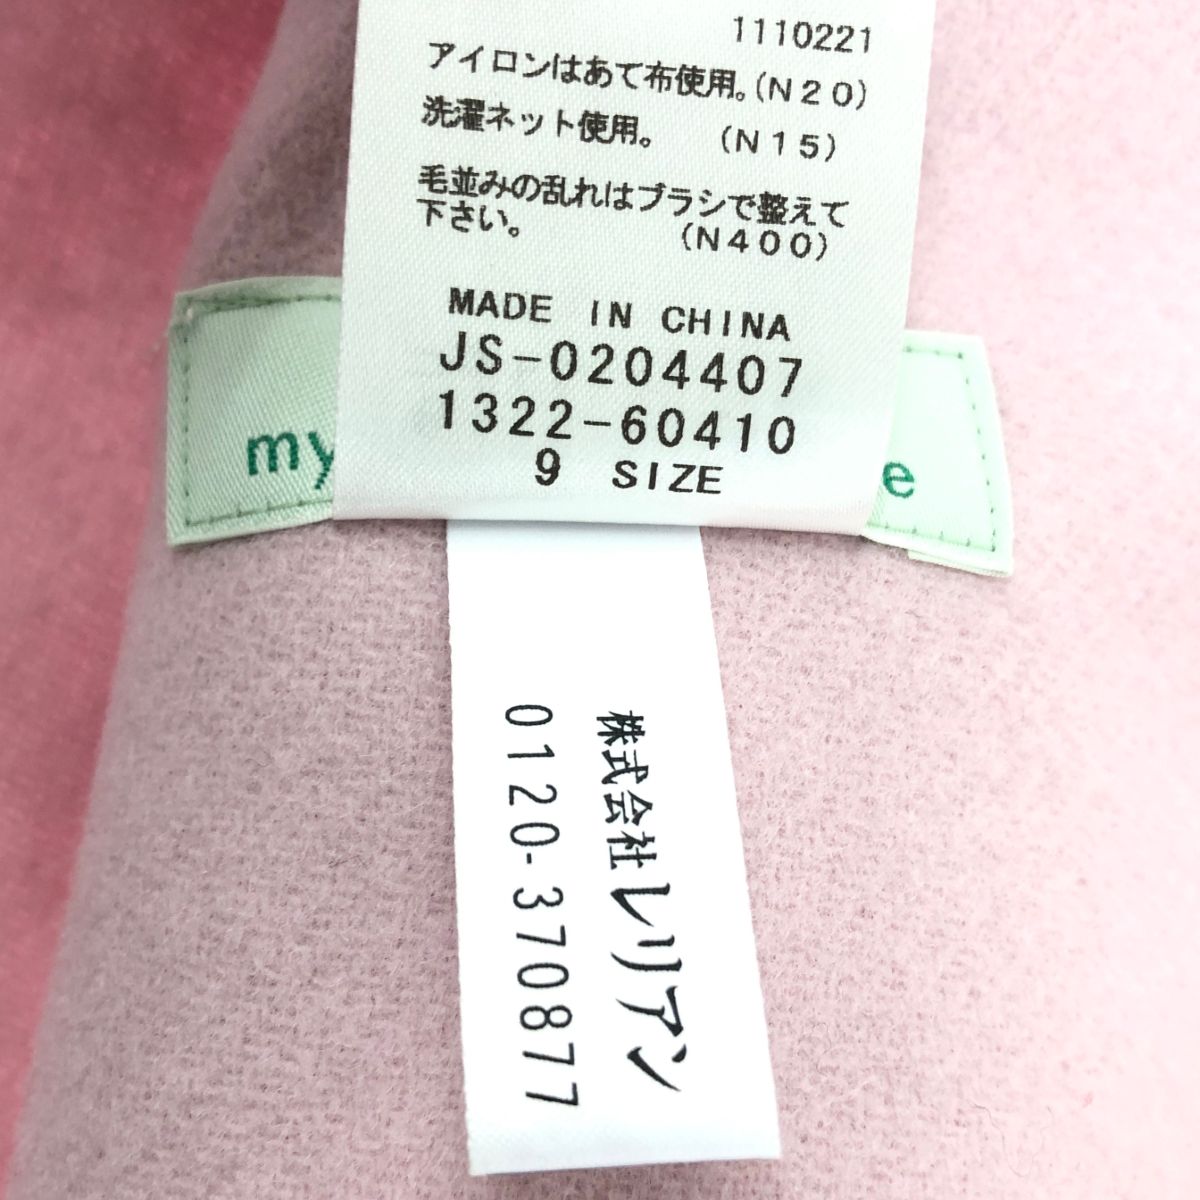 1110221
アイロンはあて布使用。(N20)
洗濯ネット使用。 (N15)
毛並みの乱れはブラシで整えて
下さい。 (N400)
MADE IN CHINA
JS-0204407
1322-60410
9 SIZE
my
e
株式会社レリアン
0120-370877